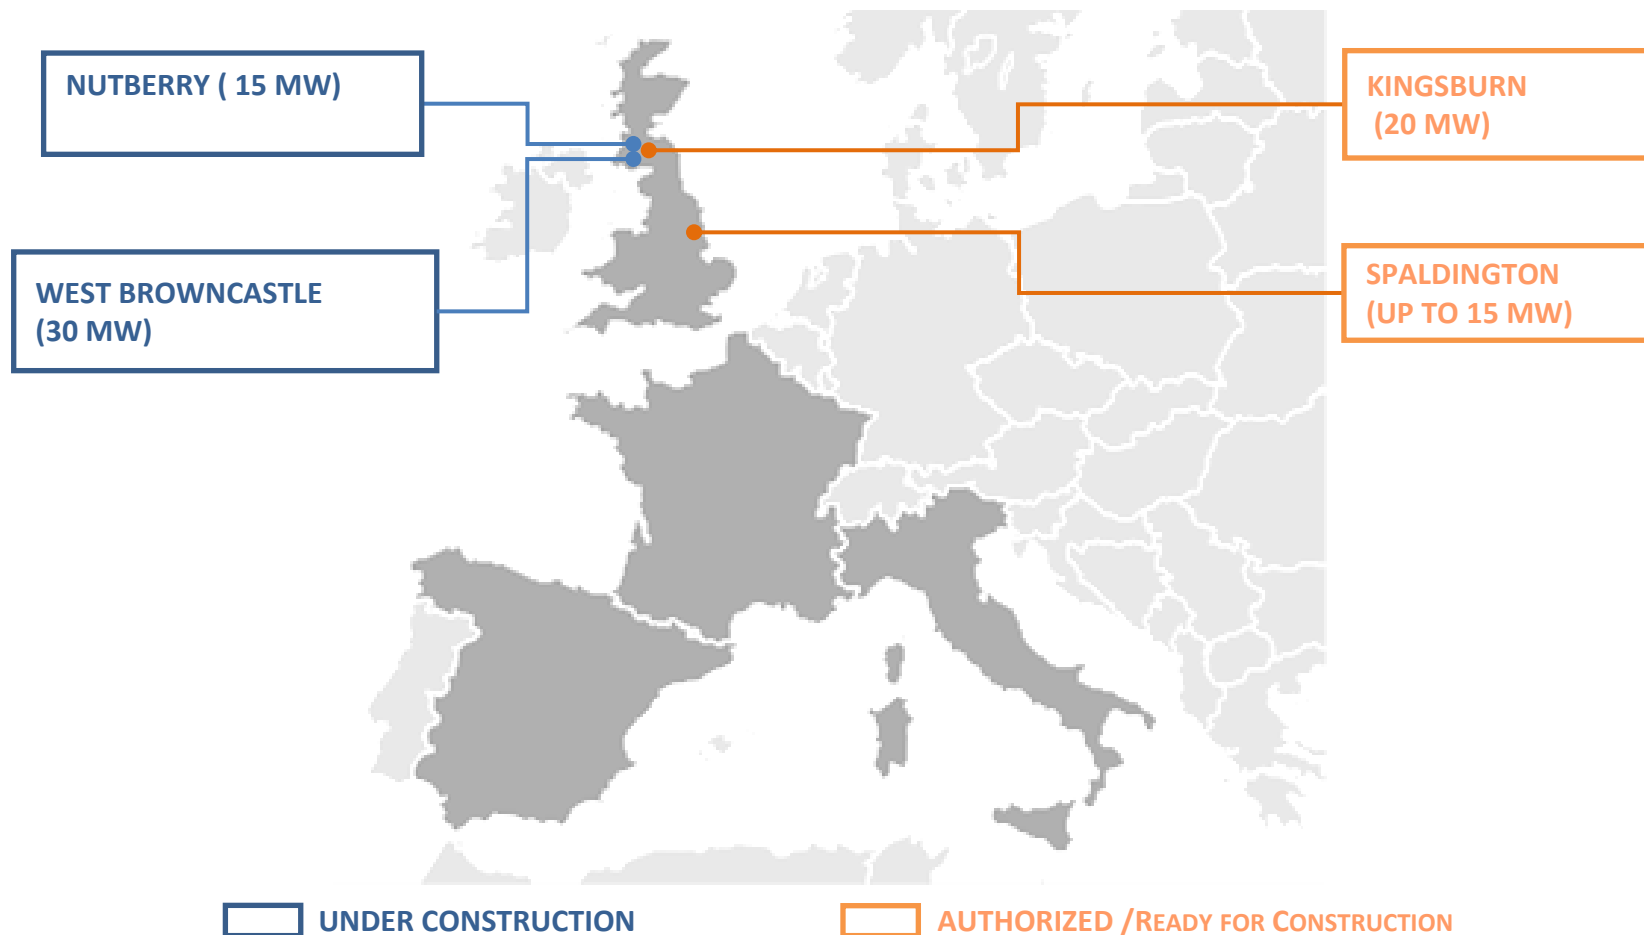 NUTBERRY ( 15 MW)
WEST BROWNCASTLE
(30 MW)
KINGSBURN
(20 MW)
SPALDINGTON
(UP TO 15 MW)
UNDER CONSTRUCTION
AUTHORIZED /READY FOR CONSTRUCTION